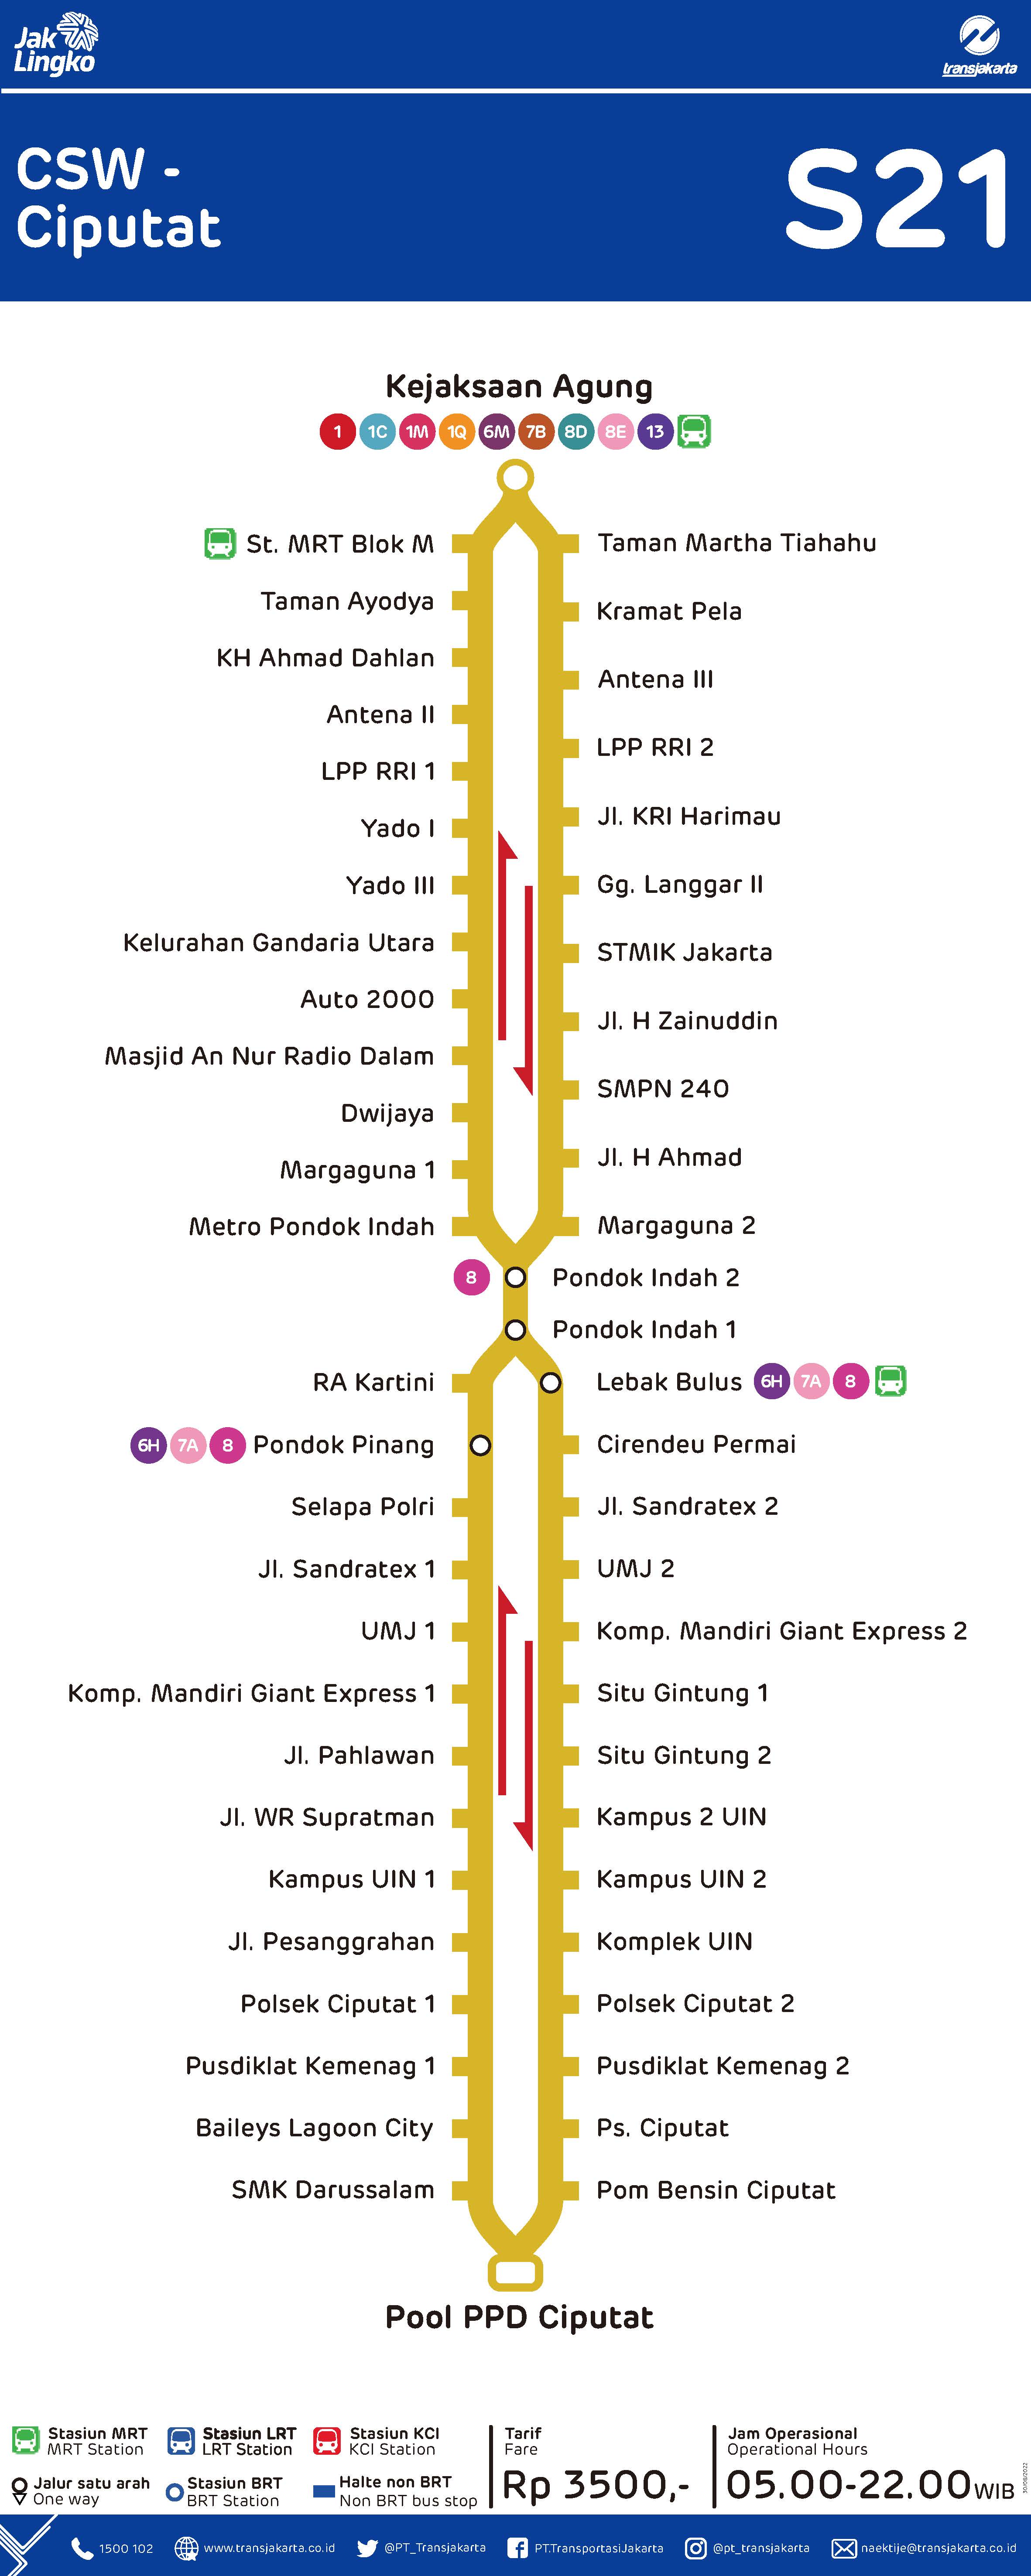 Jak
Lingko
transjakarta
CSW -
Ciputat
S21
Kejaksaan Agung
1 1C 1M 1Q 6M 7B 8D 8E 13
St. MRT Blok M
Taman Martha Tiahahu
Taman Ayodya
Kramat Pela
KH Ahmad Dahlan
Antena III
Antena II
LPP RRI 2
LPP RRI 1
Jl. KRI Harimau
Yado I
Gg. Langgar II
Yado III
Kelurahan Gandaria Utara
STMIK Jakarta
Auto 2000
Jl. H Zainuddin
Masjid An Nur Radio Dalam
SMPN 240
Dwijaya
Jl. H Ahmad
Margaguna 1
Metro Pondok Indah
Margaguna 2
8 Pondok Indah 2
Pondok Indah 1
RA Kartini
Lebak Bulus 6H 7A 8
6H 7A 8 Pondok Pinang
Cirendeu Permai
Selapa Polri
Jl. Sandratex 2
Jl. Sandratex 1
UMJ 2
UMJ 1
Komp. Mandiri Giant Express 2
Komp. Mandiri Giant Express 1
Situ Gintung 1
Jl. Pahlawan
Situ Gintung 2
Jl. WR Supratman
Kampus 2 UIN
Kampus UIN 1
Kampus UIN 2
Jl. Pesanggrahan
Komplek UIN
Polsek Ciputat 1
Polsek Ciputat 2
Pusdiklat Kemenag 1
Pusdiklat Kemenag 2
Baileys Lagoon City
Ps. Ciputat
SMK Darussalam
Pom Bensin Ciputat
Pool PPD Ciputat
Stasiun MRT
MRT Station
Stasiun LRT
LRT Station
Stasiun KCI
KCI Station
Jalur satu arah
One way
Stasiun BRT
BRT Station
Halte non BRT
Non BRT bus stop
Tarif
Fare
Rp 3500,-
Jam Operasional
Operational Hours
05.00-22.00 WIB
30/08/2022
1500 102
www.transjakarta.co.id
@PT_Transjakarta
PT.TransportasiJakarta
@pt_transjakarta
naektije@transjakarta.co.id